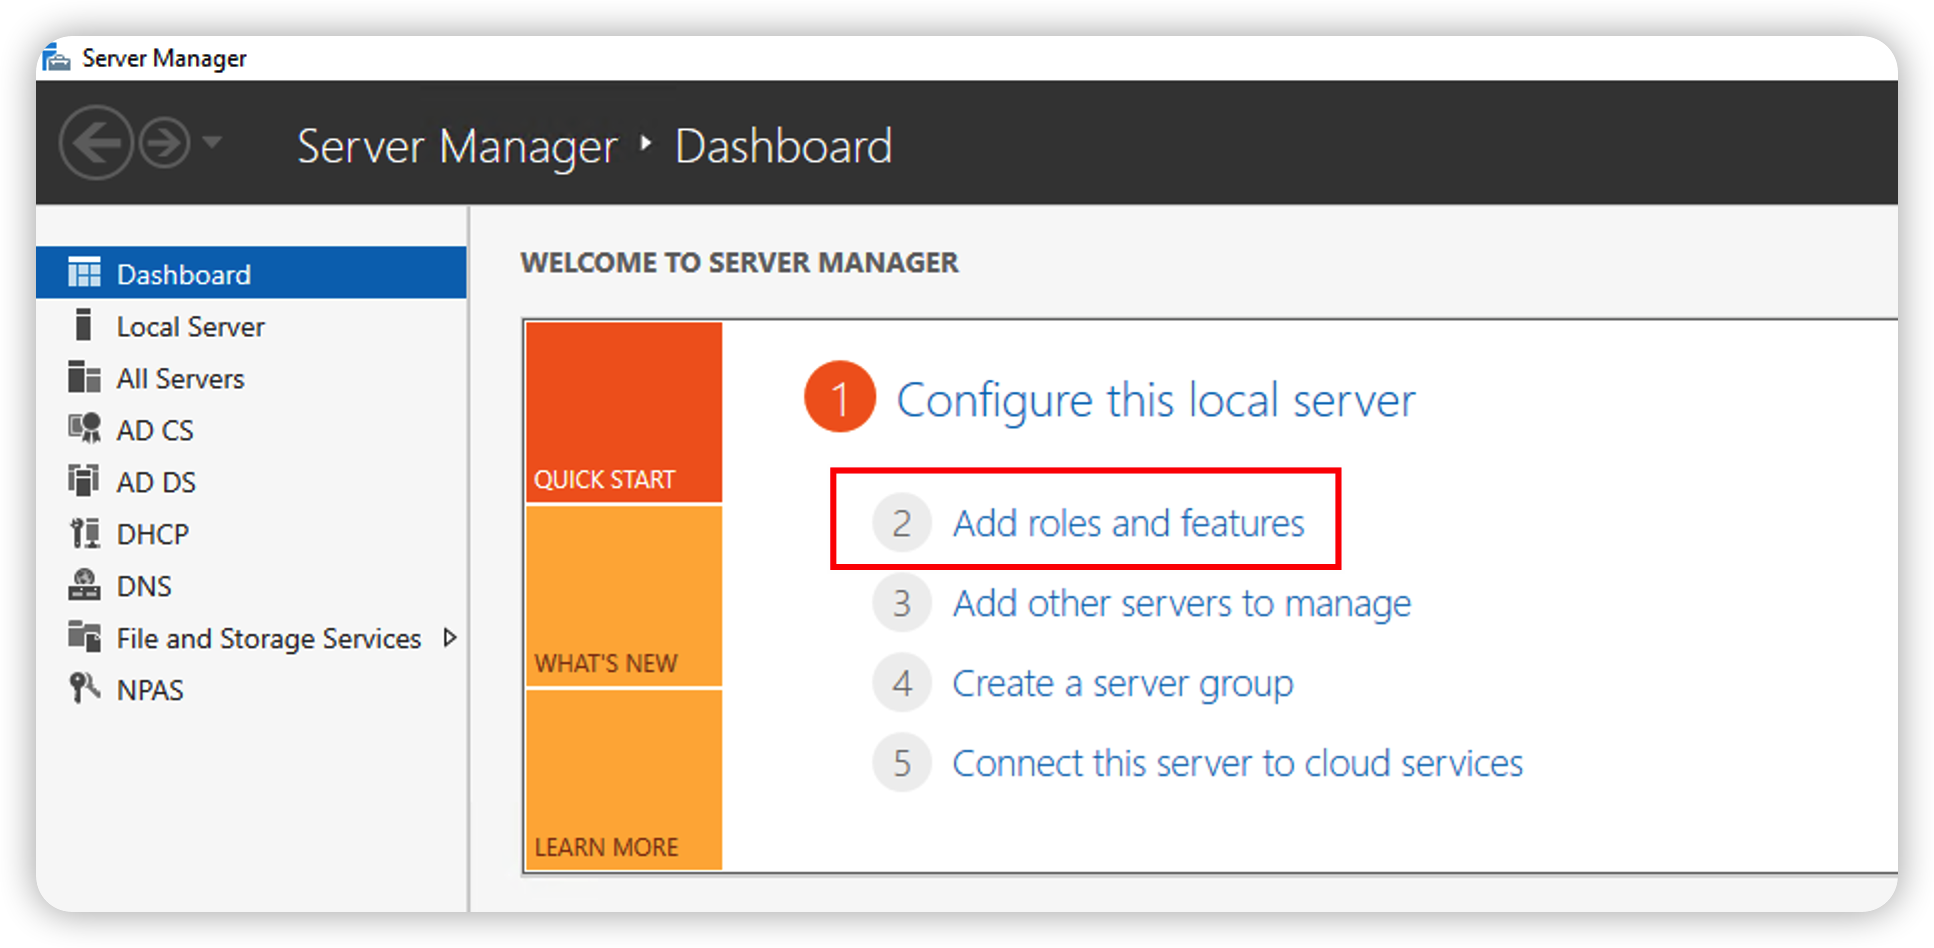 Server Manager
Server Manager ‣ Dashboard
Dashboard
Local Server
All Servers
AD CS
AD DS
DHCP
DNS
File and Storage Services
NPAS
WELCOME TO SERVER MANAGER
QUICK START
WHAT'S NEW
LEARN MORE
1 Configure this local server
2 Add roles and features
3 Add other servers to manage
4 Create a server group
5 Connect this server to cloud services